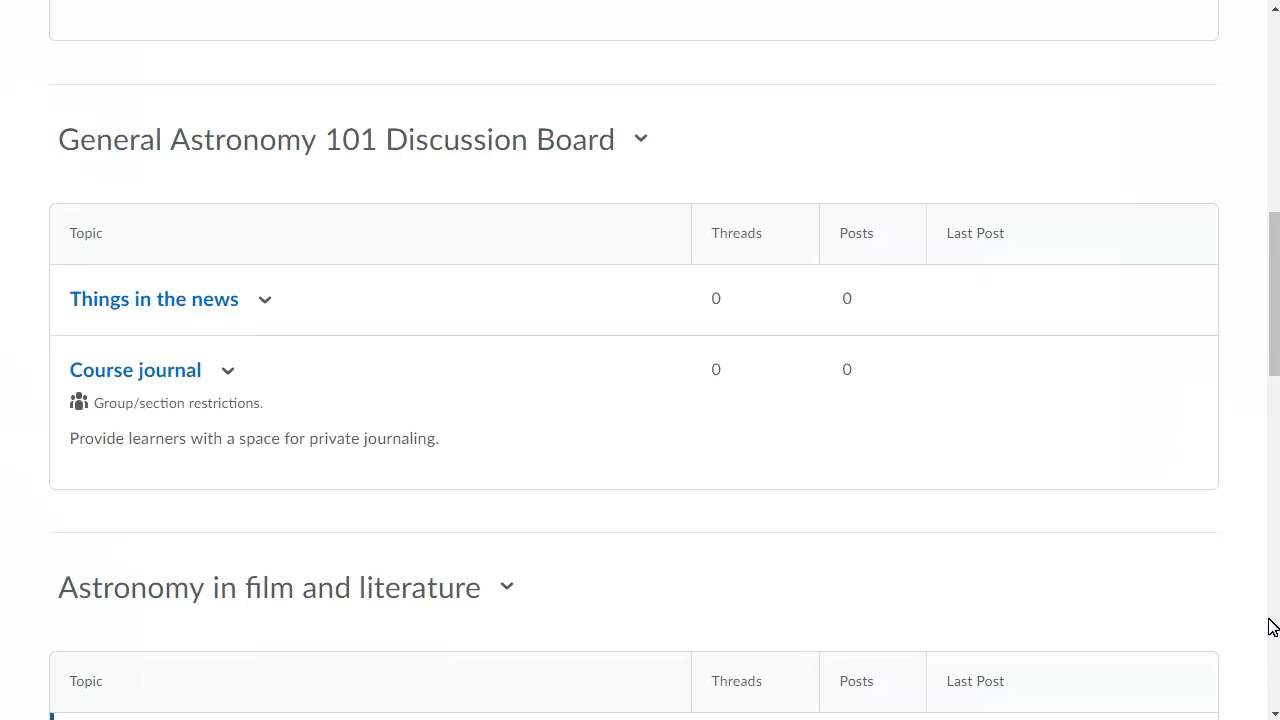 General Astronomy 101 Discussion Board
Topic Threads Posts Last Post
Things in the news 0 0
Course journal 0 0
Group/section restrictions.
Provide learners with a space for private journaling.
Astronomy in film and literature
Topic Threads Posts Last Post